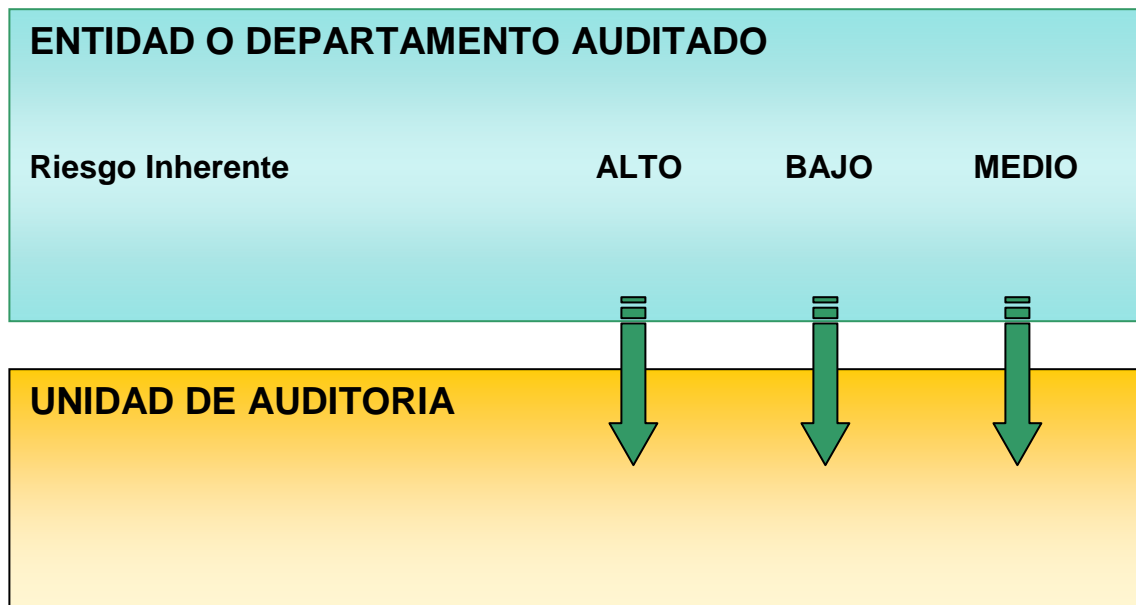 ENTIDAD O DEPARTAMENTO AUDITADO
Riesgo Inherente ALTO BAJO MEDIO
UNIDAD DE AUDITORIA